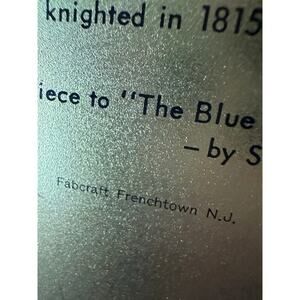 knighted in 1815
iece to "The Blue
— by S
Fabcraft, Frenchtown N.J.